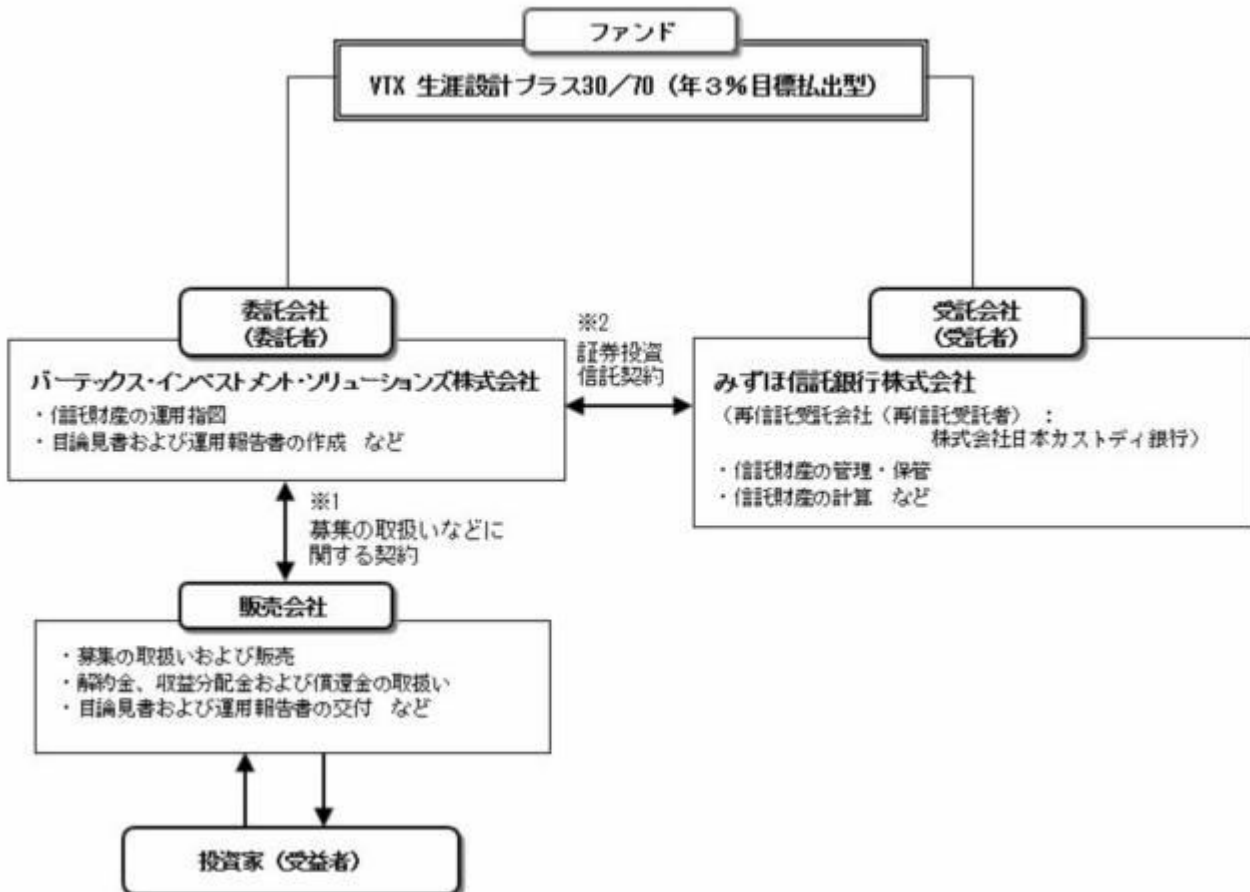 ファンド
VTX 生涯設計プラス30／70（年３％目標払出型）
委託会社
（委託者）
バーテックス・インベストメント・ソリューションズ株式会社
・信託財産の運用指図
・目論見書および運用報告書の作成　など
※2
証券投資
信託契約
受託会社
（受託者）
みずほ信託銀行株式会社
（再信託受託会社（再信託受託者）　：
株式会社日本カストディ銀行）
・信託財産の管理・保管
・信託財産の計算　など
※1
募集の取扱いなどに
関する契約
販売会社
・募集の取扱いおよび販売
・解約金、収益分配金および償還金の取扱い
・目論見書および運用報告書の交付　など
投資家（受益者）